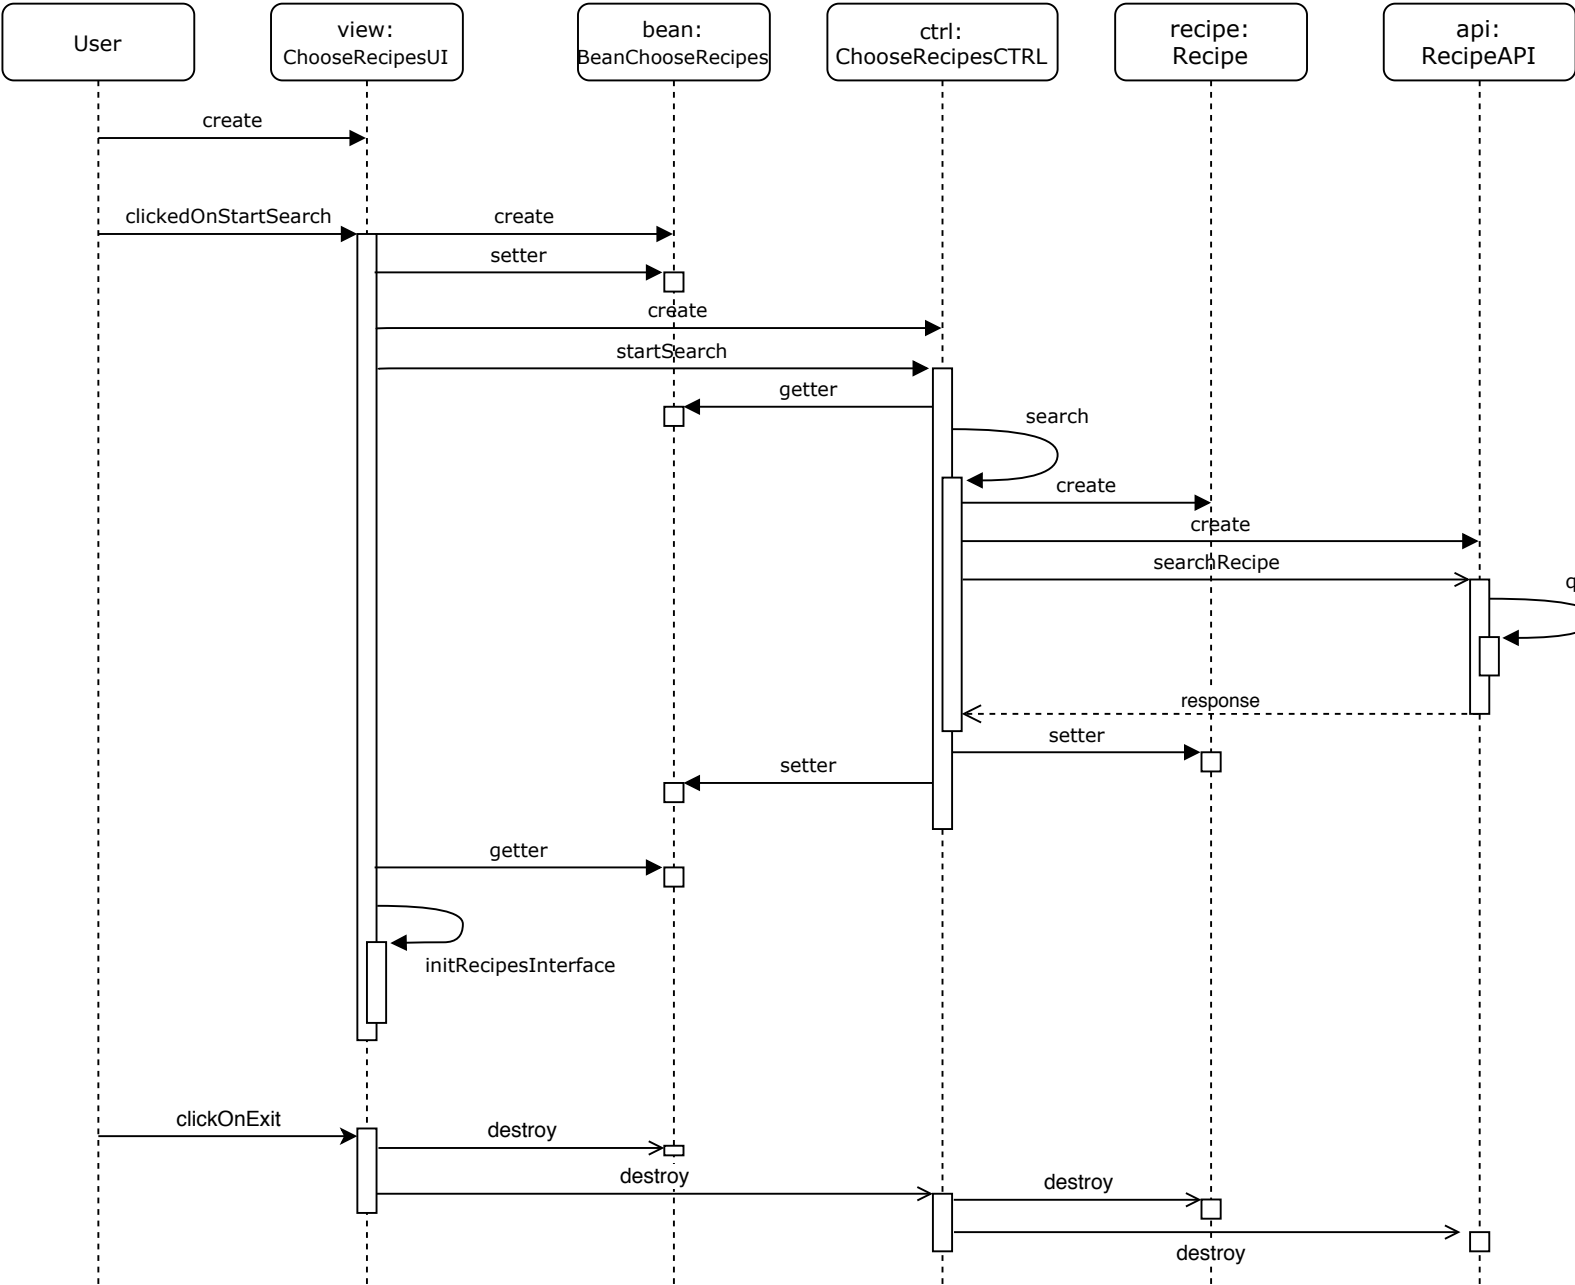 User
view:
ChooseRecipesUI
bean:
BeanChooseRecipes
ctrl:
ChooseRecipesCTRL
recipe:
Recipe
api:
RecipeAPI
create
clickedOnStartSearch
create
setter
create
startSearch
getter
search
create
create
searchRecipe
response
setter
setter
getter
initRecipesInterface
clickOnExit
destroy
destroy
destroy
destroy